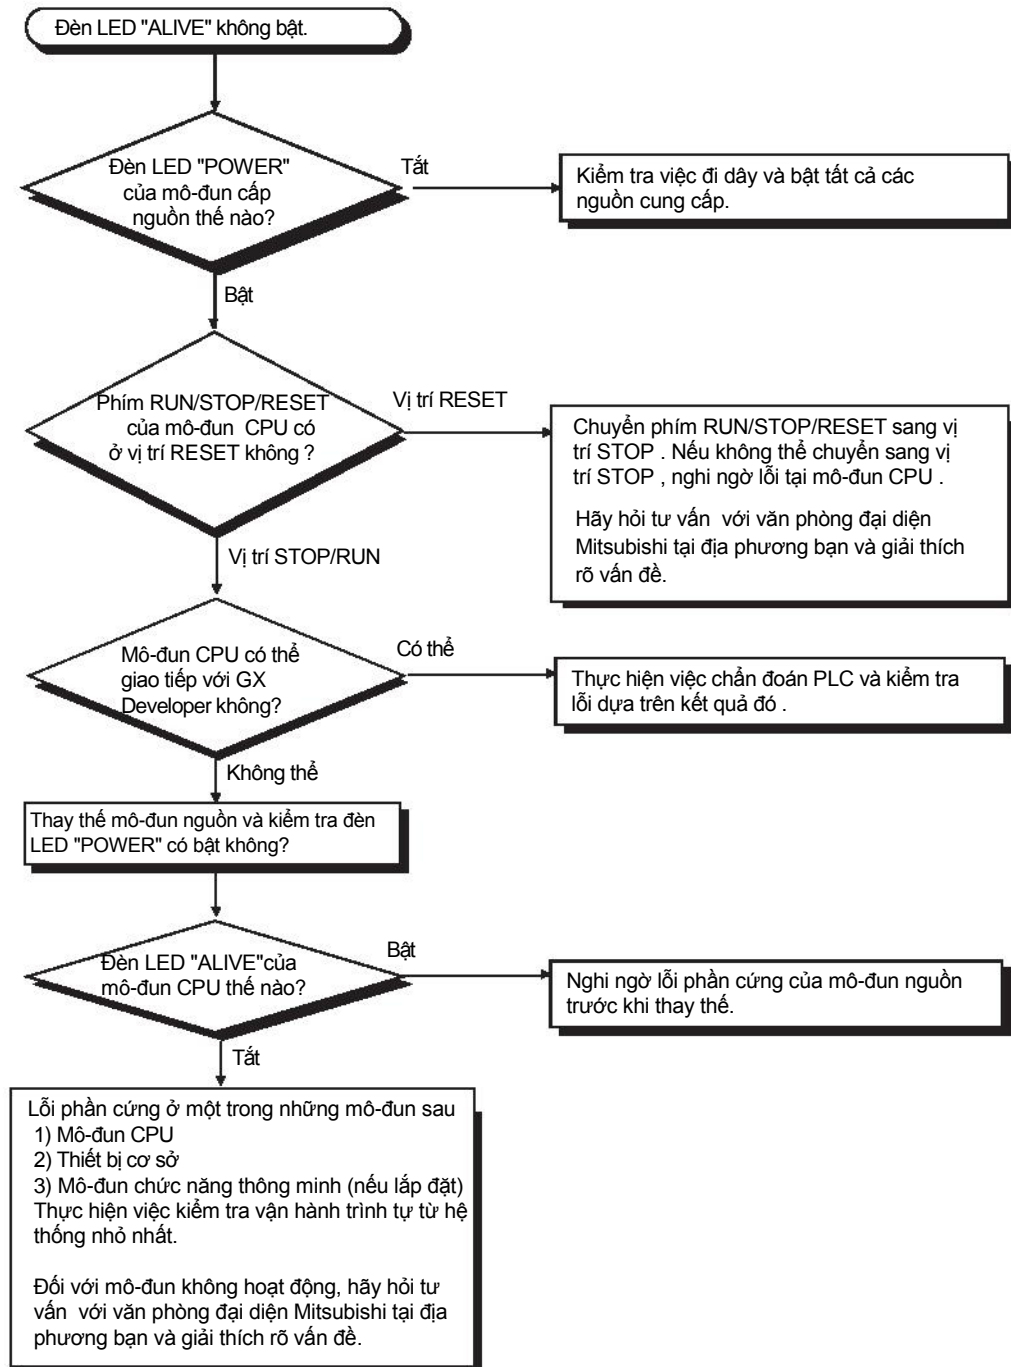 Đèn LED "ALIVE" không bật.
Đèn LED "POWER"
của mô-đun cấp
nguồn thế nào?
Tắt
Kiểm tra việc đi dây và bật tất cả các
nguồn cung cấp.
Bật
Phím RUN/STOP/RESET
của mô-đun CPU có
ở vị trí RESET không ?
Vị trí RESET
Chuyển phím RUN/STOP/RESET sang vị
trí STOP . Nếu không thể chuyển sang vị
trí STOP , nghi ngờ lỗi tại mô-đun CPU .
Hãy hỏi tư vấn với văn phòng đại diện
Mitsubishi tại địa phương bạn và giải thích
rõ vấn đề.
Vị trí STOP/RUN
Mô-đun CPU có thể
giao tiếp với GX
Developer không?
Có thể
Thực hiện việc chẩn đoán PLC và kiểm tra
lỗi dựa trên kết quả đó .
Không thể
Thay thế mô-đun nguồn và kiểm tra đèn
LED "POWER" có bật không?
Đèn LED "ALIVE"của
mô-đun CPU thế nào?
Bật
Nghi ngờ lỗi phần cứng của mô-đun nguồn
trước khi thay thế.
Tắt
Lỗi phần cứng ở một trong những mô-đun sau
1) Mô-đun CPU
2) Thiết bị cơ sở
3) Mô-đun chức năng thông minh (nếu lắp đặt)
Thực hiện việc kiểm tra vận hành trình tự từ hệ
thống nhỏ nhất.
Đối với mô-đun không hoạt động, hãy hỏi tư
vấn với văn phòng đại diện Mitsubishi tại địa
phương bạn và giải thích rõ vấn đề.